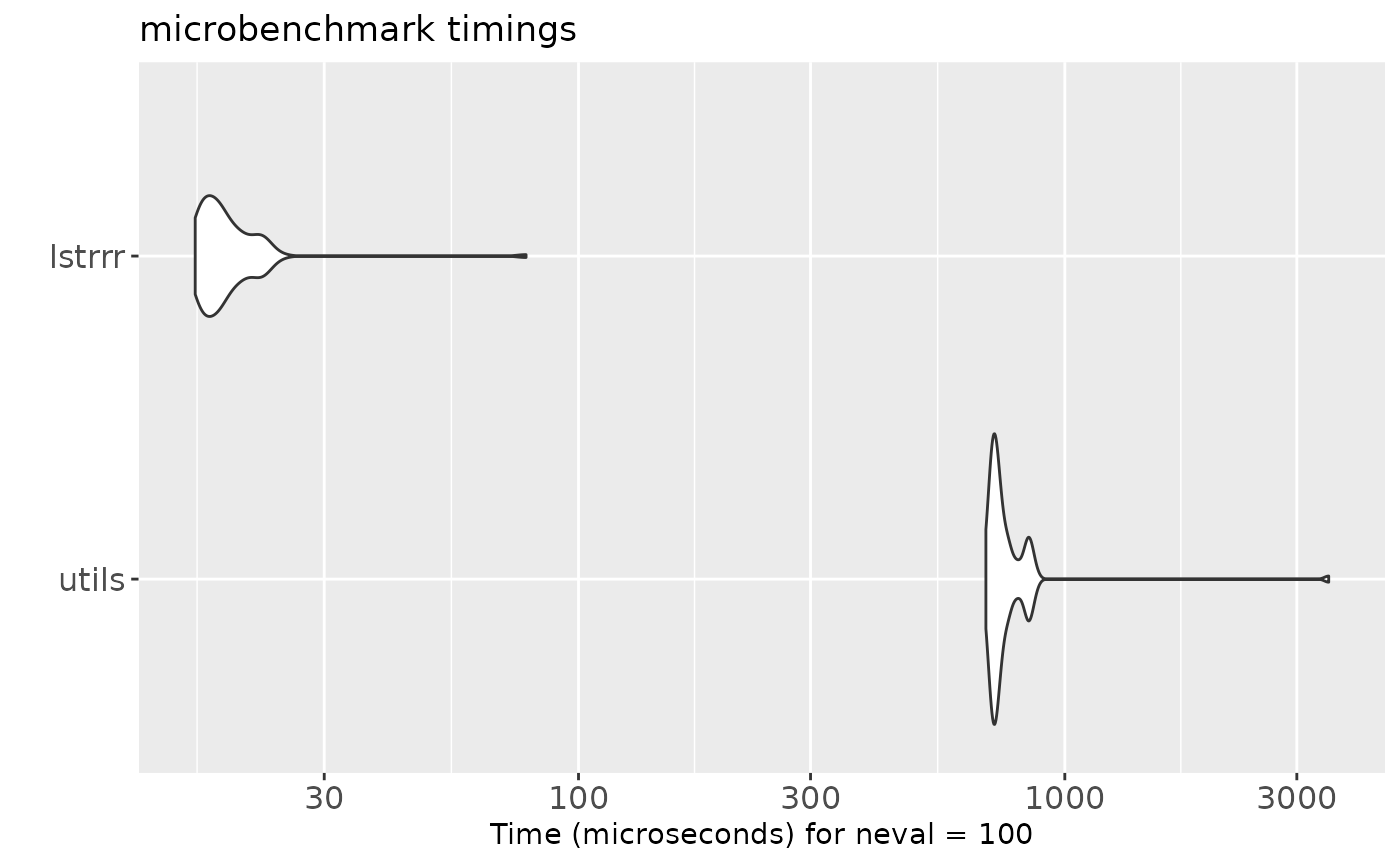 microbenchmark timings
lstrrr
utils
30 100 300 1000 3000
Time (microseconds) for neval = 100